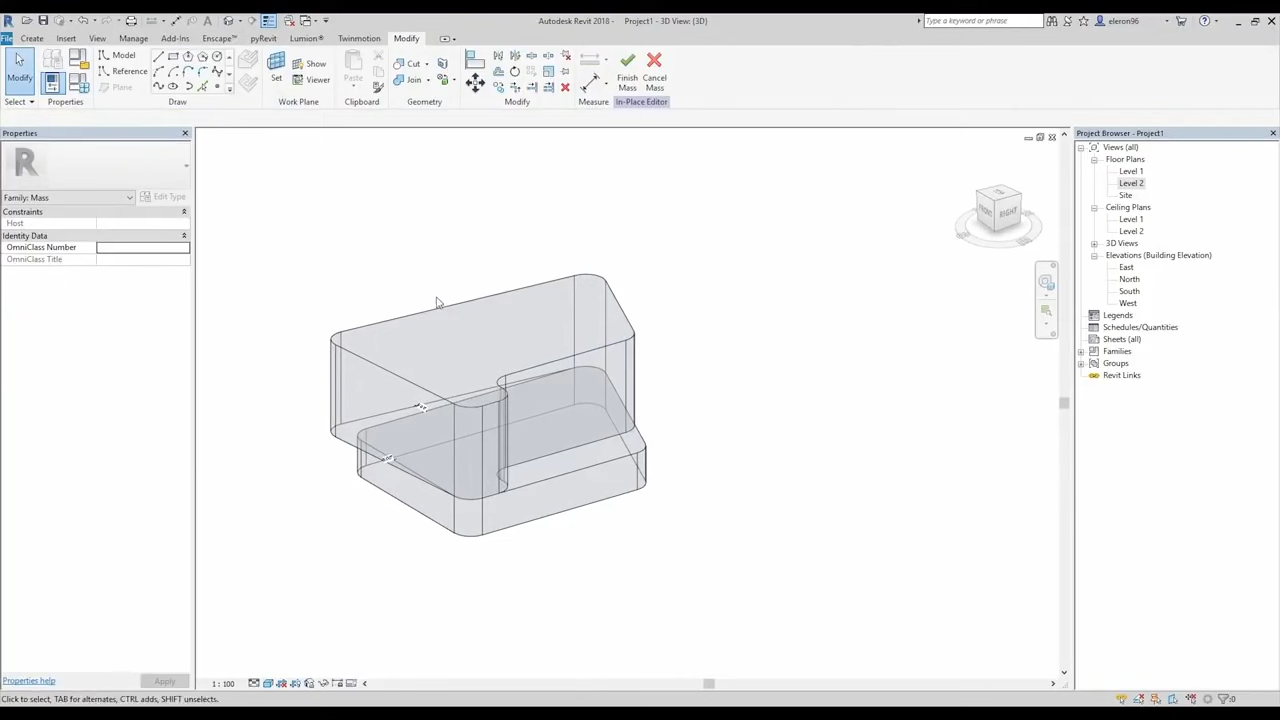 Autodesk Revit 2018 - Project1 - 3D View: {3D}
Type a keyword or phrase
eleron96
File Create Insert View Manage Add-Ins Enscape™ pyRevit Lumion® Twinmotion Modify
Modify
Model
Reference
Plane
Set
Show
Viewer
Paste
Cut
Join
Finish Mass
Cancel Mass
Select Properties Draw Work Plane Clipboard Geometry Modify Measure In-Place Editor
Properties
R
Family: Mass
Edit Type
Constraints
Host
Identity Data
OmniClass Number
OmniClass Title
Properties help
Apply
FRONT
RIGHT
Project Browser - Project1
Views (all)
Floor Plans
Level 1
Level 2
Site
Ceiling Plans
Level 1
Level 2
3D Views
Elevations (Building Elevation)
East
North
South
West
Legends
Schedules/Quantities
Sheets (all)
Families
Groups
Revit Links
1 : 100
Click to select, TAB for alternates, CTRL adds, SHIFT unselects.
:0